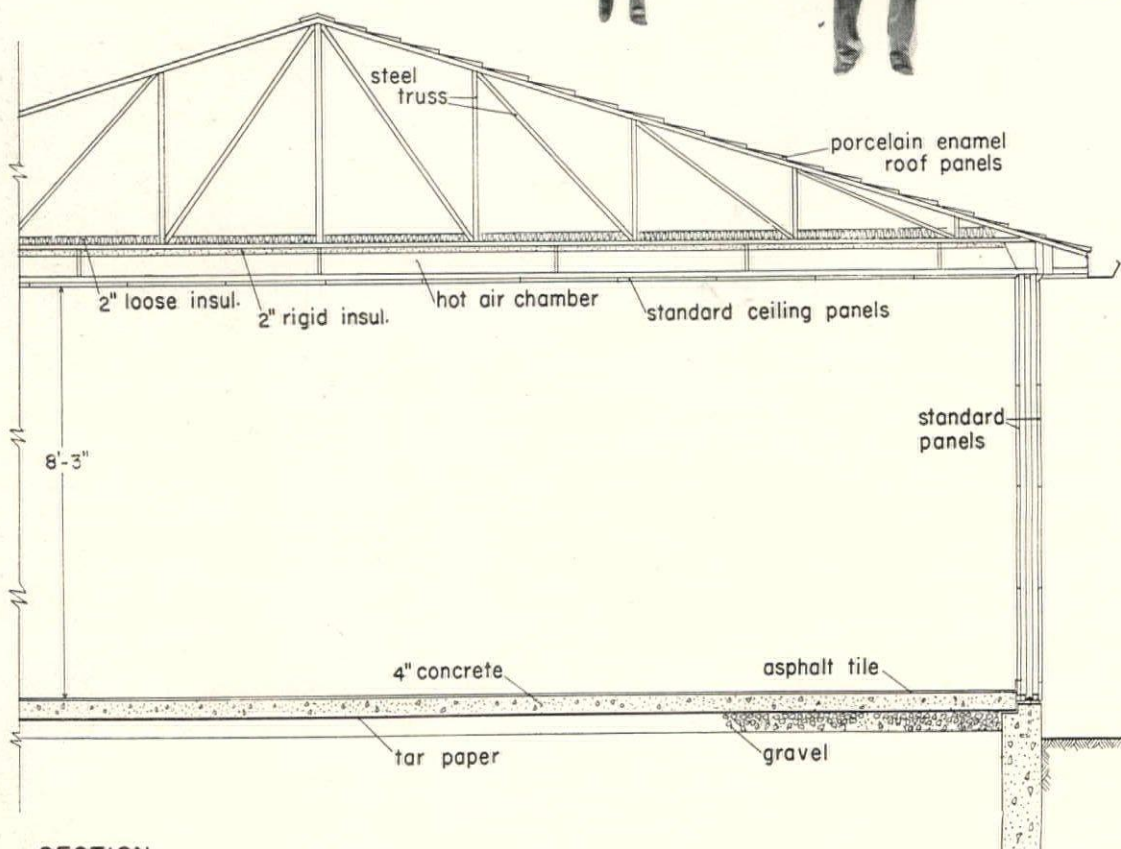 steel
truss
porcelain enamel
roof panels
2" loose insul.
2" rigid insul.
hot air chamber
standard ceiling panels
standard
panels
8'-3"
4" concrete
asphalt tile
tar paper
gravel
SECTION